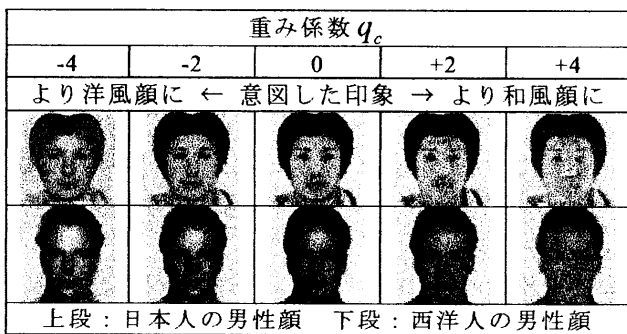 重み係数 q_c
-4 -2 0 +2 +4
より洋風顔に ← 意図した印象 → より和風顔に
上段：日本人の男性顔 下段：西洋人の男性顔